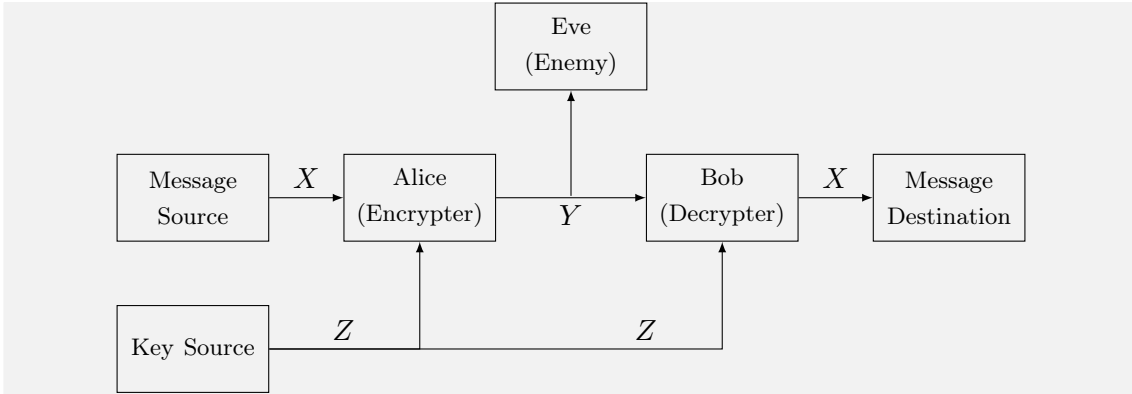 Eve
(Enemy)
Message
Source
X
Alice
(Encrypter)
Y
Bob
(Decrypter)
X
Message
Destination
Key Source
Z
Z